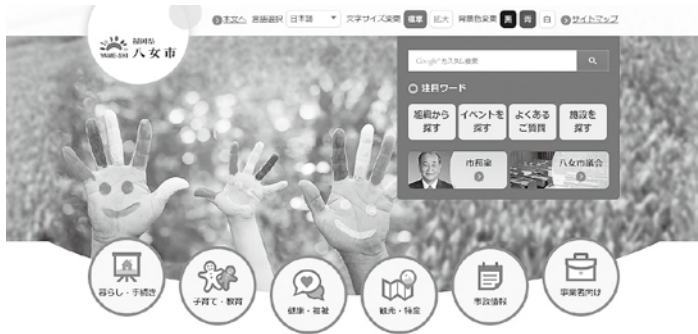 本文へ 言語選択 日本語 文字サイズ変更 標準 拡大 背景色変更 黒 青 白 サイトマップ
福岡県
YAME-SHI 八女市
Google カスタム検索
注目ワード
組織から
探す
イベントを
探す
よくある
ご質問
施設を
探す
市長室
八女市議会
暮らし・手続き
子育て・教育
健康・福祉
観光・特産
市政情報
事業者向け